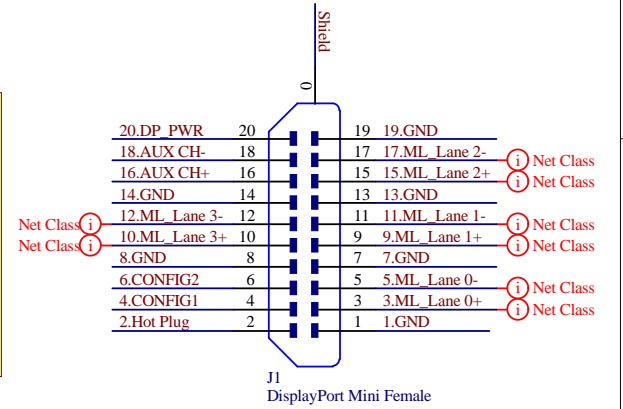 Shield
0
20.DP_PWR 20 19 19.GND
18.AUX CH- 18 17 17.ML_Lane 2- i Net Class
16.AUX CH+ 16 15 15.ML_Lane 2+ i Net Class
14.GND 14 13 13.GND
Net Class i 12.ML_Lane 3- 12 11 11.ML_Lane 1- i Net Class
Net Class i 10.ML_Lane 3+ 10 9 9.ML_Lane 1+ i Net Class
8.GND 8 7 7.GND
6.CONFIG2 6 5 5.ML_Lane 0- i Net Class
4.CONFIG1 4 3 3.ML_Lane 0+ i Net Class
2.Hot Plug 2 1 1.GND
J1
DisplayPort Mini Female